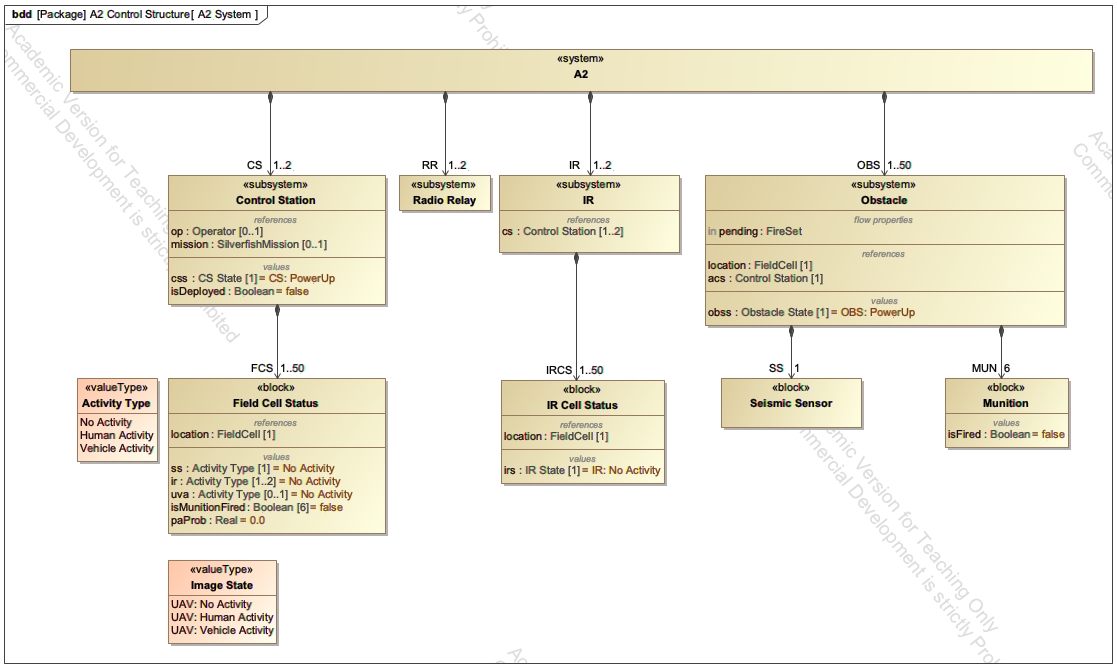 bdd [Package] A2 Control Structure[ A2 System ]
«system»
A2
CS 1..2
RR 1..2
IR 1..2
OBS 1..50
«subsystem»
Control Station
references
op : Operator [0..1]
mission : SilverfishMission [0..1]
values
css : CS State [1] = CS: PowerUp
isDeployed : Boolean = false
«subsystem»
Radio Relay
«subsystem»
IR
references
cs : Control Station [1..2]
«subsystem»
Obstacle
flow properties
in pending : FireSet
references
location : FieldCell [1]
acs : Control Station [1]
values
obss : Obstacle State [1] = OBS: PowerUp
FCS 1..50
IRCS 1..50
SS 1
MUN 6
«valueType»
Activity Type
No Activity
Human Activity
Vehicle Activity
«block»
Field Cell Status
references
location : FieldCell [1]
values
ss : Activity Type [1] = No Activity
ir : Activity Type [1..2] = No Activity
uva : Activity Type [0..1] = No Activity
isMunitionFired : Boolean [6]= false
paProb : Real = 0.0
«block»
IR Cell Status
references
location : FieldCell [1]
values
irs : IR State [1] = IR: No Activity
«block»
Seismic Sensor
«block»
Munition
values
isFired : Boolean = false
«valueType»
Image State
UAV: No Activity
UAV: Human Activity
UAV: Vehicle Activity
Academic Version for Teaching
Commercial Development is strictly
Version for Teaching Only
Development is strictly